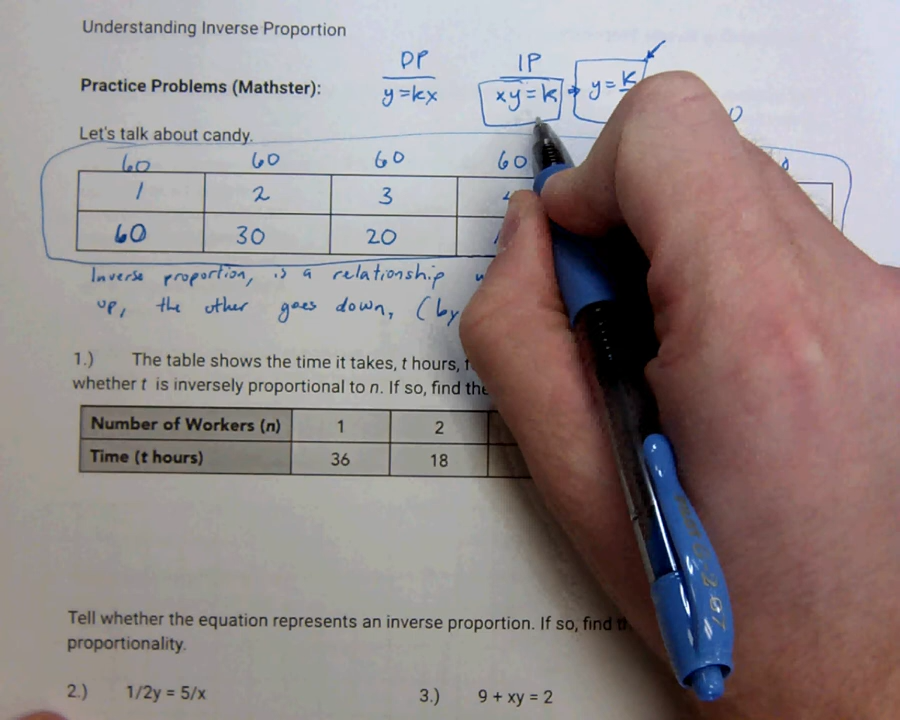 Understanding Inverse Proportion
DP IP
Practice Problems (Mathster): y=kx xy=k y=k
Let's talk about candy.
60 60 60 60
1 2 3
60 30 20
Inverse proportion, is a relationship
up, the other goes down, (by
1.) The table shows the time it takes, t hours,
whether t is inversely proportional to n. If so, find the
Number of Workers (n) 1 2
Time (t hours) 36 18
Tell whether the equation represents an inverse proportion. If so, find
proportionality.
2.) 1/2y = 5/x 3.) 9 + xy = 2